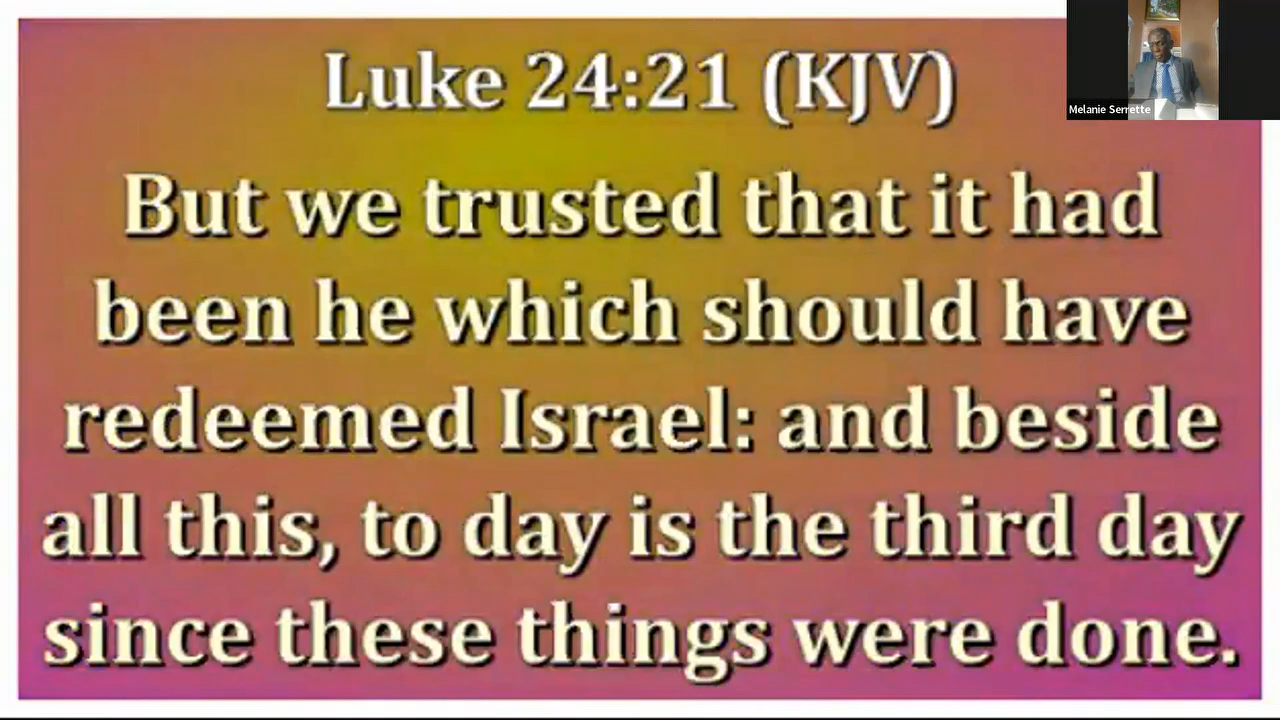 Luke 24:21 (KJV)
Melanie Serrette
But we trusted that it had
been he which should have
redeemed Israel: and beside
all this, to day is the third day
since these things were done.